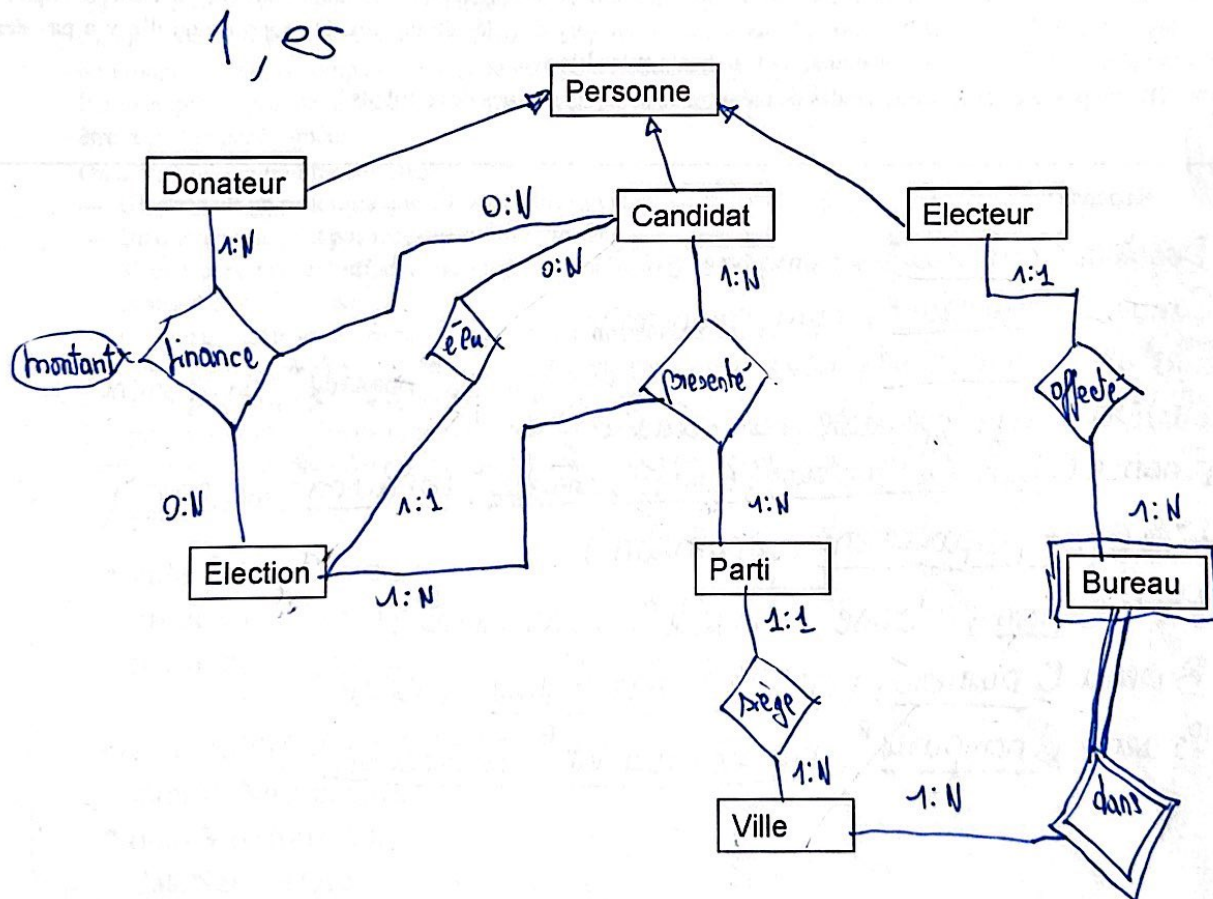 1, es
Personne
Donateur
Candidat
Electeur
0:N
1:N
0:N
1:N
1:1
montant
finance
élu
presenté
affecte
0:N
1:1
1:N
1:N
Election
1:N
Parti
Bureau
1:1
siège
1:N
1:N
dans
Ville